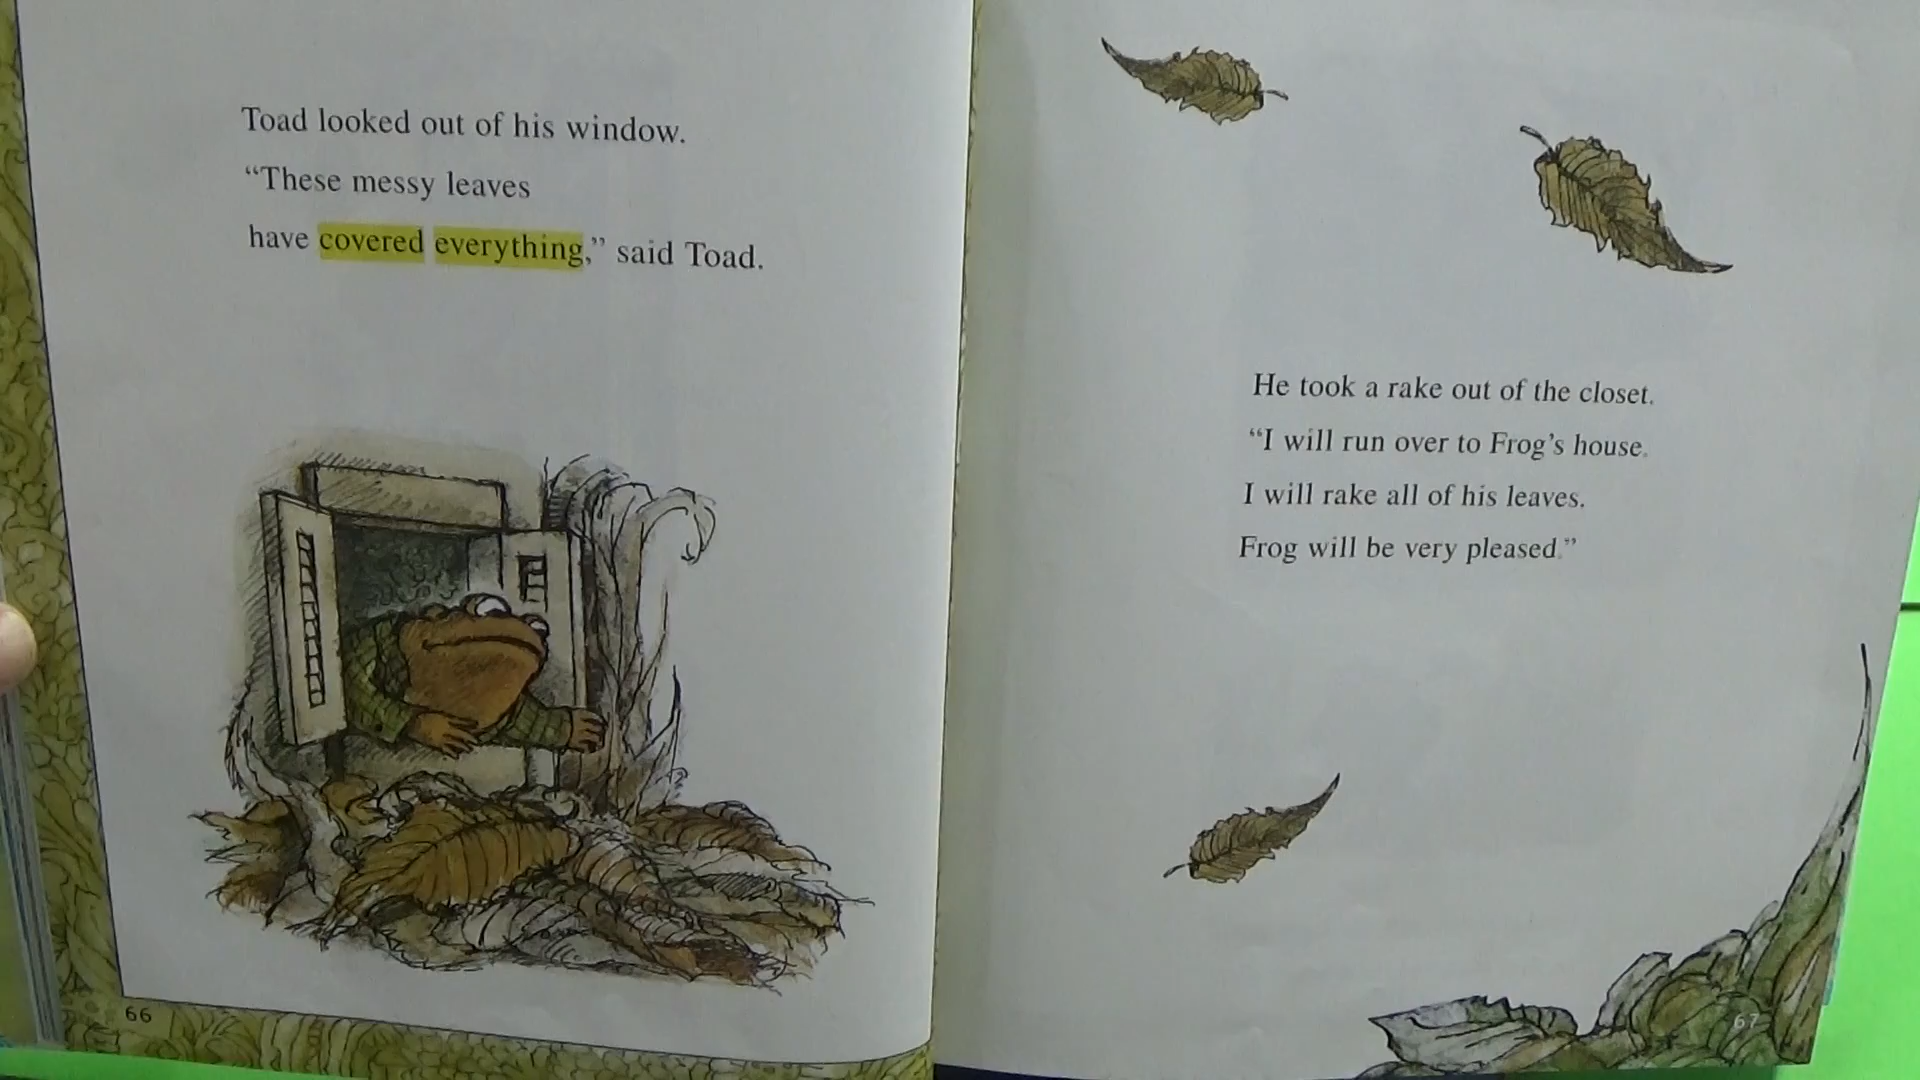 Toad looked out of his window.
“These messy leaves
have covered everything,” said Toad.
66
He took a rake out of the closet.
“I will run over to Frog’s house.
I will rake all of his leaves.
Frog will be very pleased.”
67